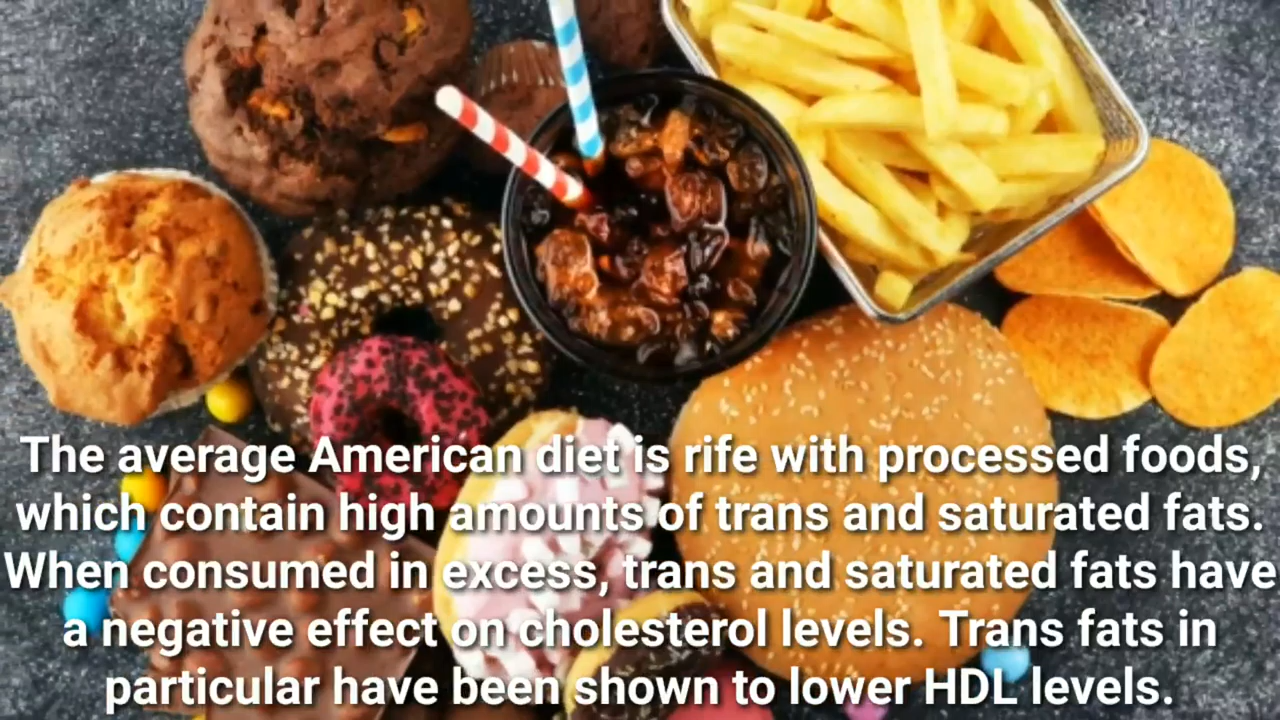 The average American diet is rife with processed foods,
which contain high amounts of trans and saturated fats.
When consumed in excess, trans and saturated fats have
a negative effect on cholesterol levels. Trans fats in
particular have been shown to lower HDL levels.